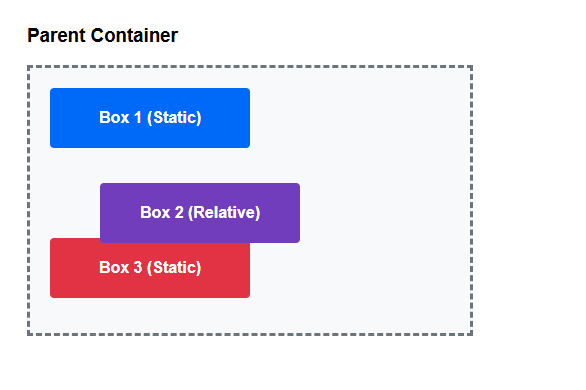 Parent Container
Box 1 (Static)
Box 2 (Relative)
Box 3 (Static)